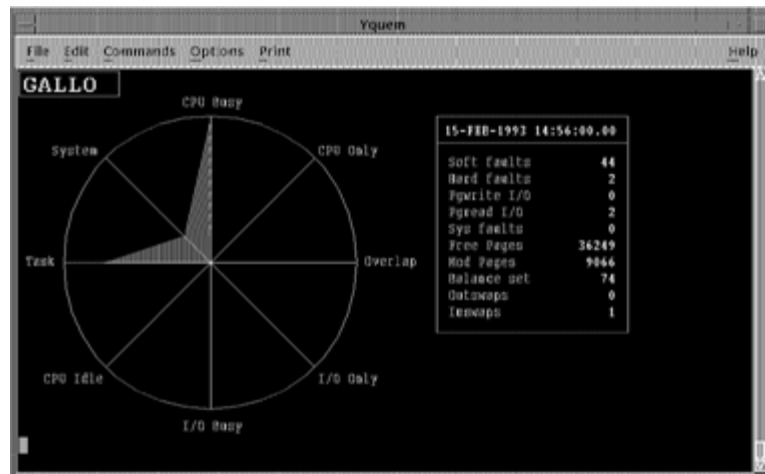 Yquem
File Edit Commands Options Print Help
GALLO
CPU Busy
System
CPU Only
Task
Overlap
CPU Idle
I/O Only
I/O Busy
15-FEB-1993 14:56:00.00
Soft faults 44
Hard faults 2
Pgwrite I/O 0
Pgread I/O 2
Sys faults 0
Free Pages 36249
Mod Pages 9066
Balance set 74
Outswaps 0
Inswaps 1